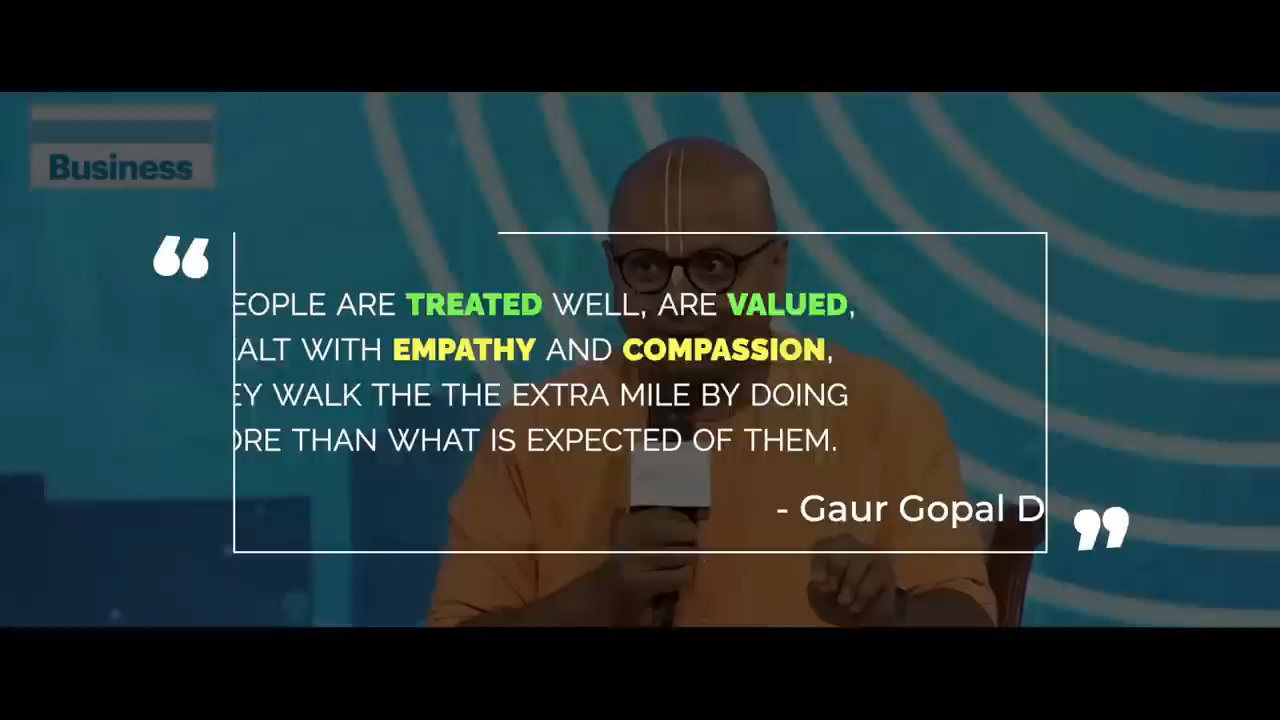 Business
“
EOPLE ARE TREATED WELL, ARE VALUED,
ALT WITH EMPATHY AND COMPASSION,
EY WALK THE THE EXTRA MILE BY DOING
ORE THAN WHAT IS EXPECTED OF THEM.
- Gaur Gopal D
”